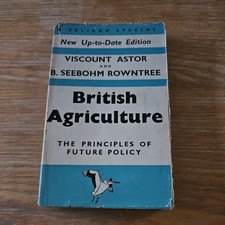 A PELICAN SPECIAL
New Up-to-Date Edition
VISCOUNT ASTOR
AND
B. SEEBOHM ROWNTREE
British
Agriculture
THE PRINCIPLES OF
FUTURE POLICY